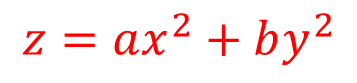 z = ax² + by²